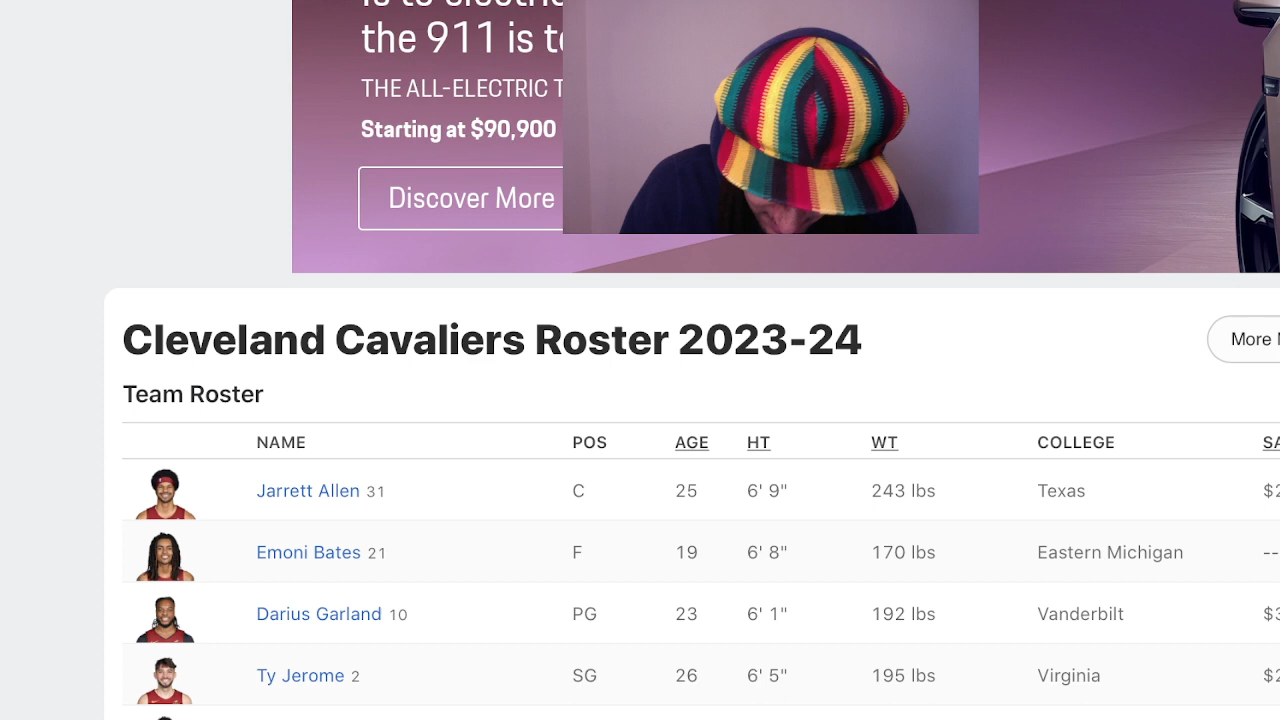 the 911 is
THE ALL-ELECTRIC
Starting at $90,900
Discover More
Cleveland Cavaliers Roster 2023-24
More
Team Roster
NAME POS AGE HT WT COLLEGE
Jarrett Allen 31 C 25 6' 9" 243 lbs Texas
Emoni Bates 21 F 19 6' 8" 170 lbs Eastern Michigan --
Darius Garland 10 PG 23 6' 1" 192 lbs Vanderbilt
Ty Jerome 2 SG 26 6' 5" 195 lbs Virginia